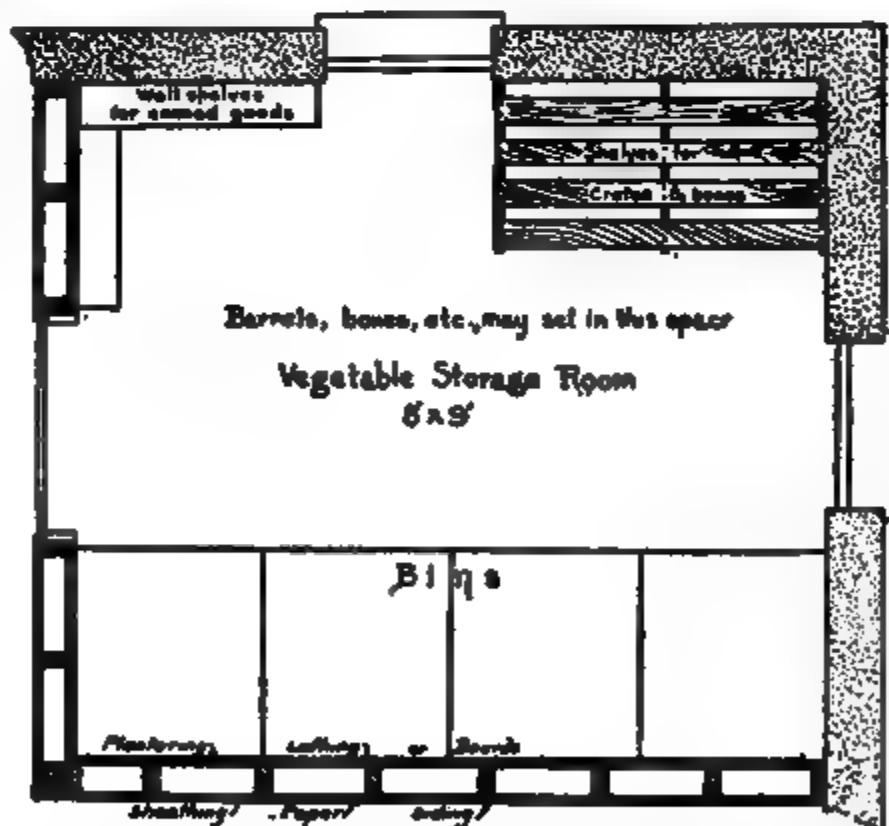 Wall shelves
for canned goods
Shelves for
Crates boxes
Barrels, boxes, etc., may set in this space
Vegetable Storage Room
8' x 9'
Bins
Plastering, Lathing, or Boards
Sheathing Paper Siding